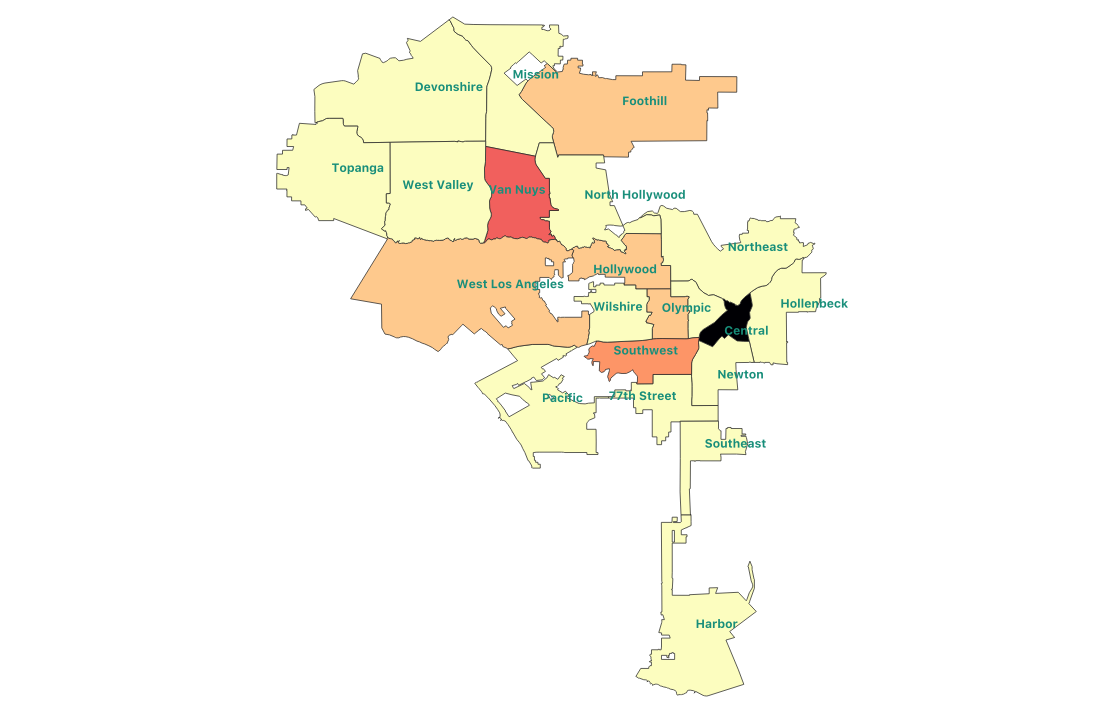 Mission
Devonshire
Foothill
Topanga
West Valley
Van Nuys
North Hollywood
Northeast
Hollywood
West Los Angeles
Hollenbeck
Wilshire
Olympic
Central
Southwest
Newton
77th Street
Pacific
Southeast
Harbor